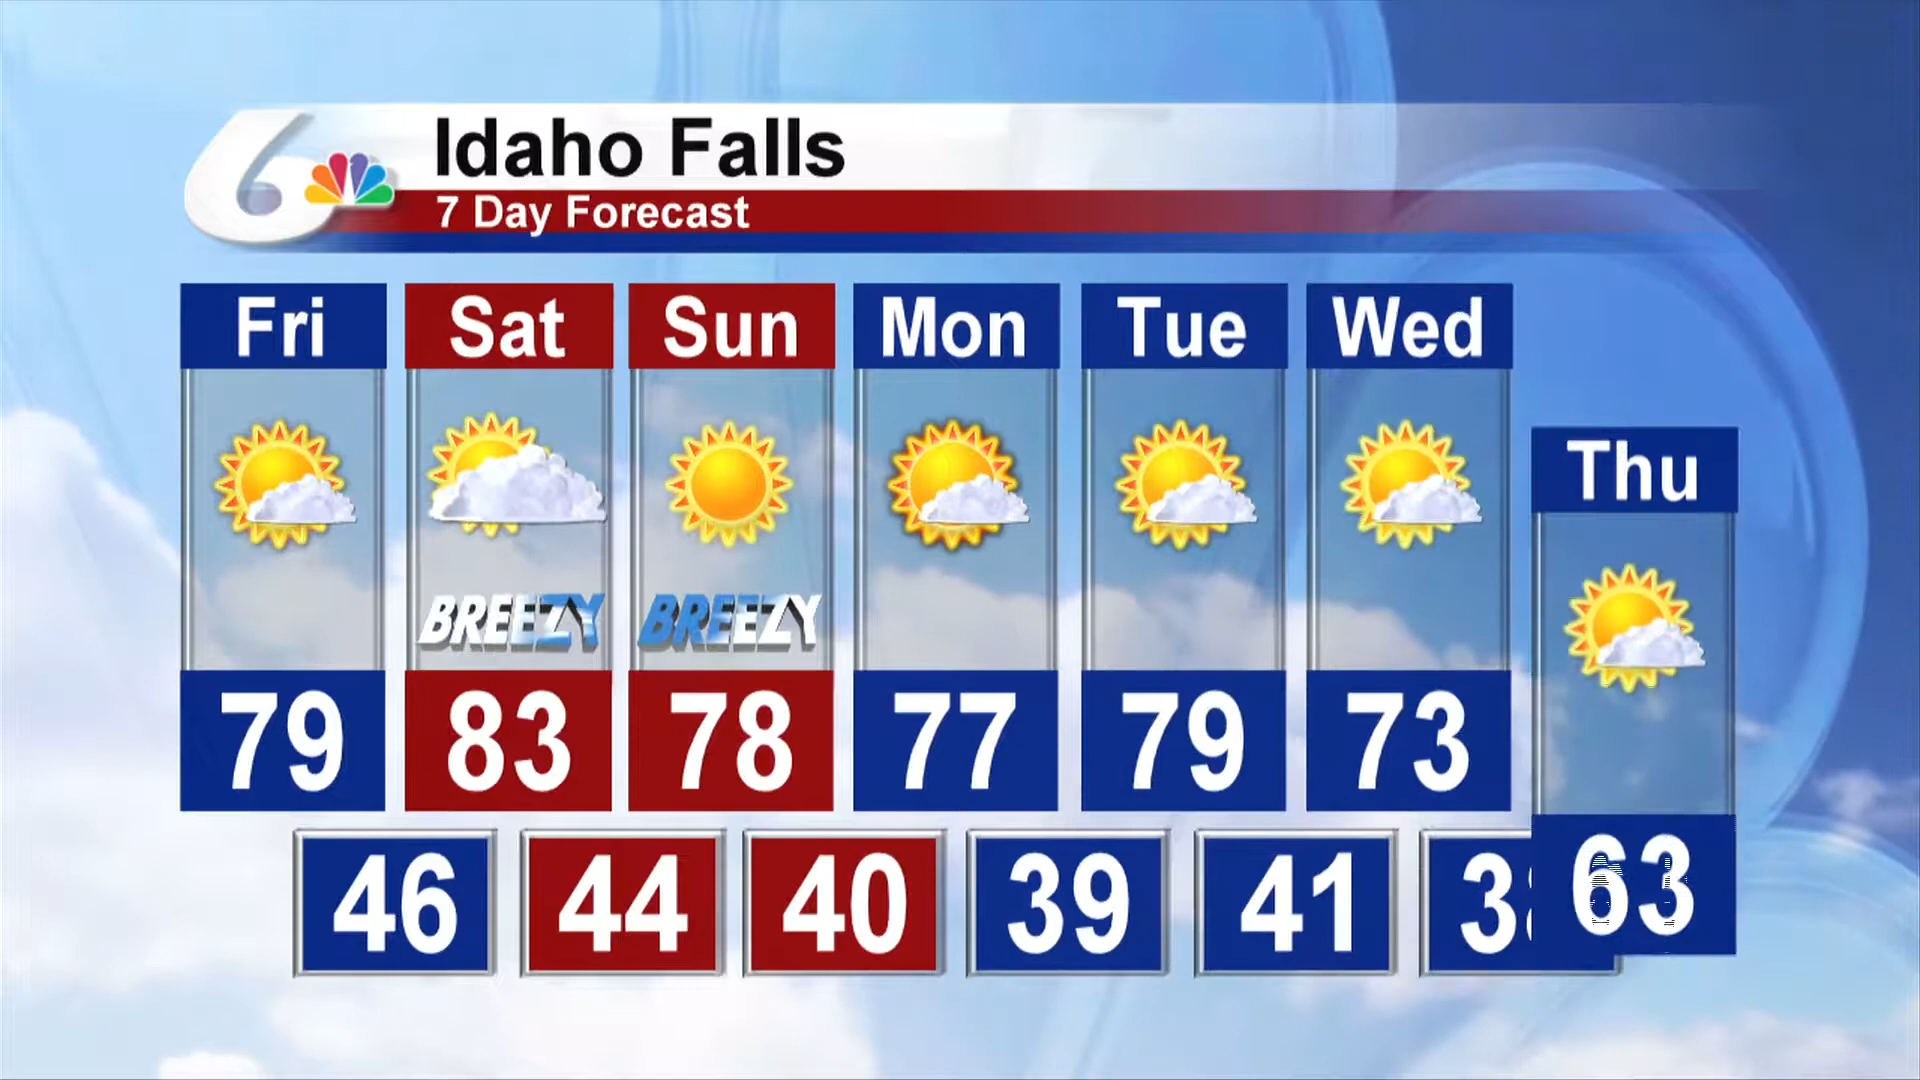 6
Idaho Falls
7 Day Forecast
Fri Sat Sun Mon Tue Wed
Thu
BREEZY BREEZY
79 83 78 77 79 73
63
46 44 40 39 41